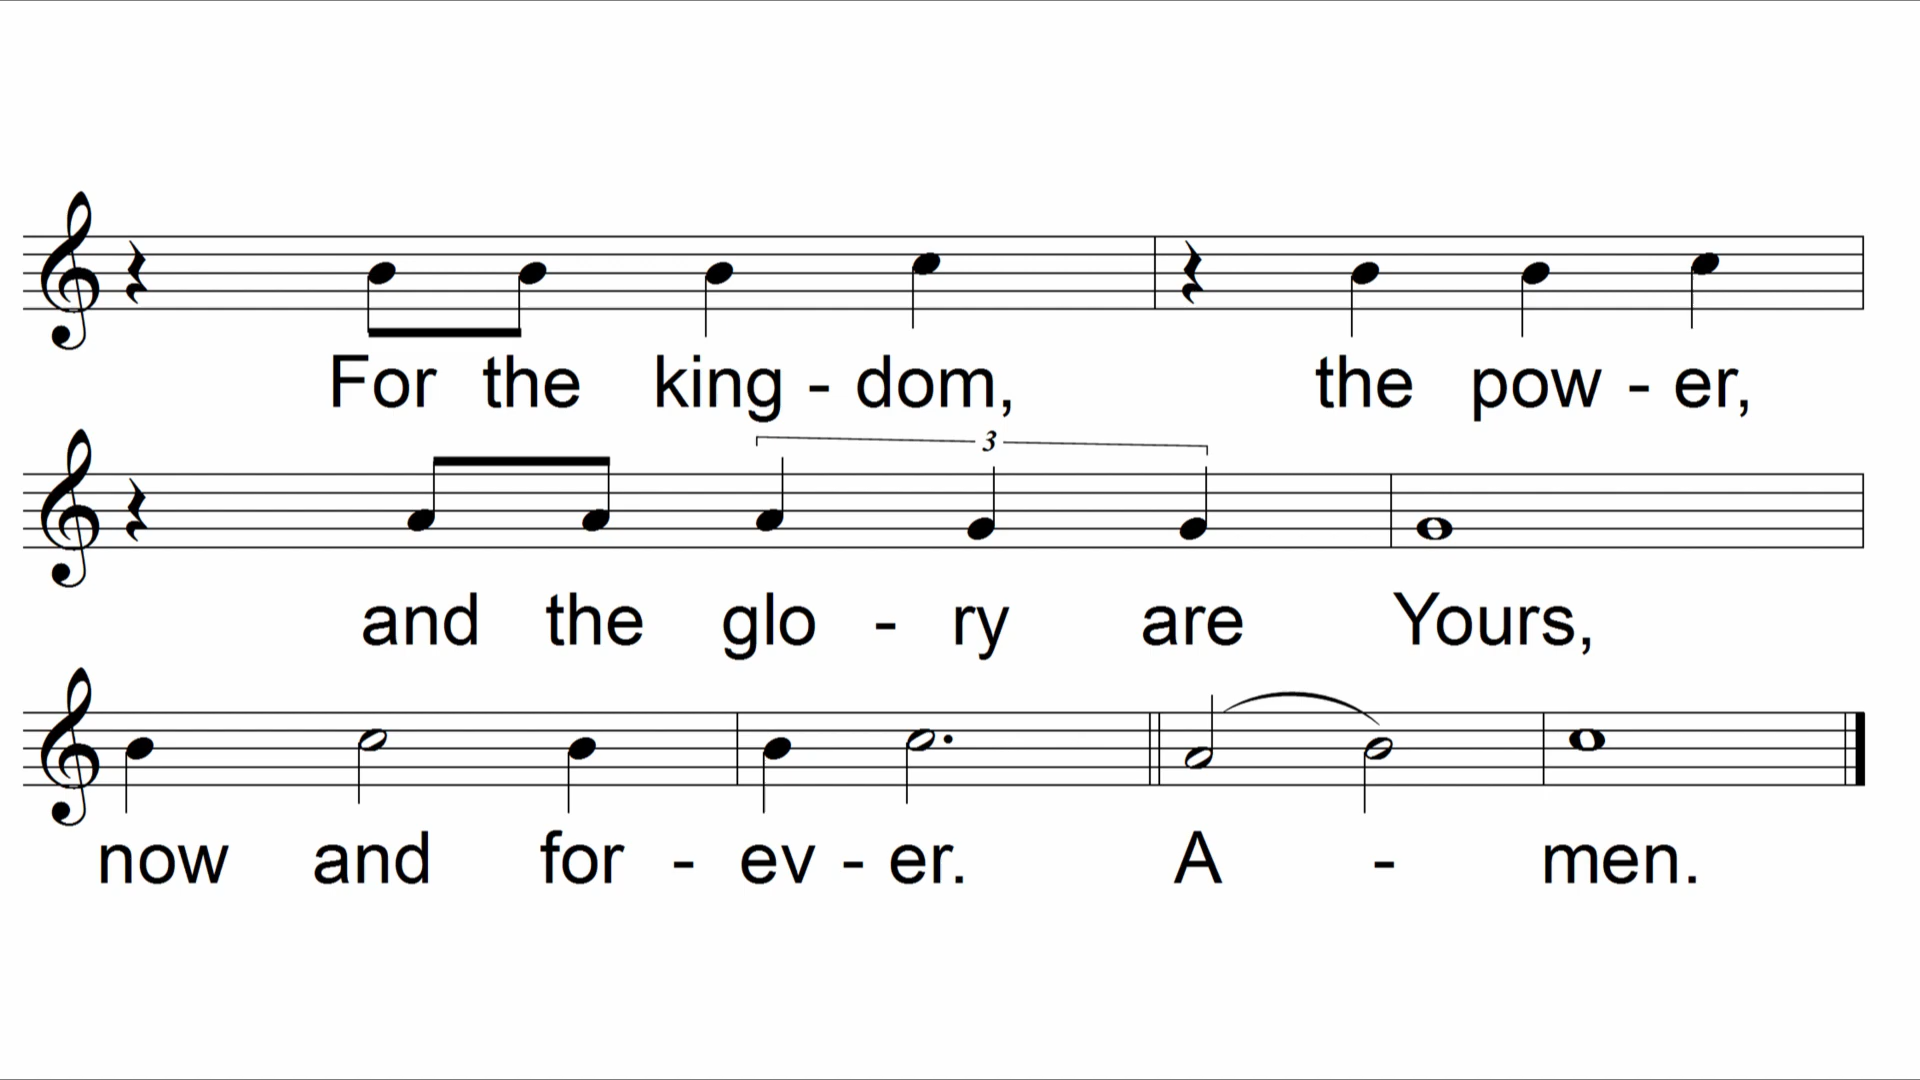 For the king - dom, the pow - er,
3
and the glo - ry are Yours,
now and for - ev - er. A - men.